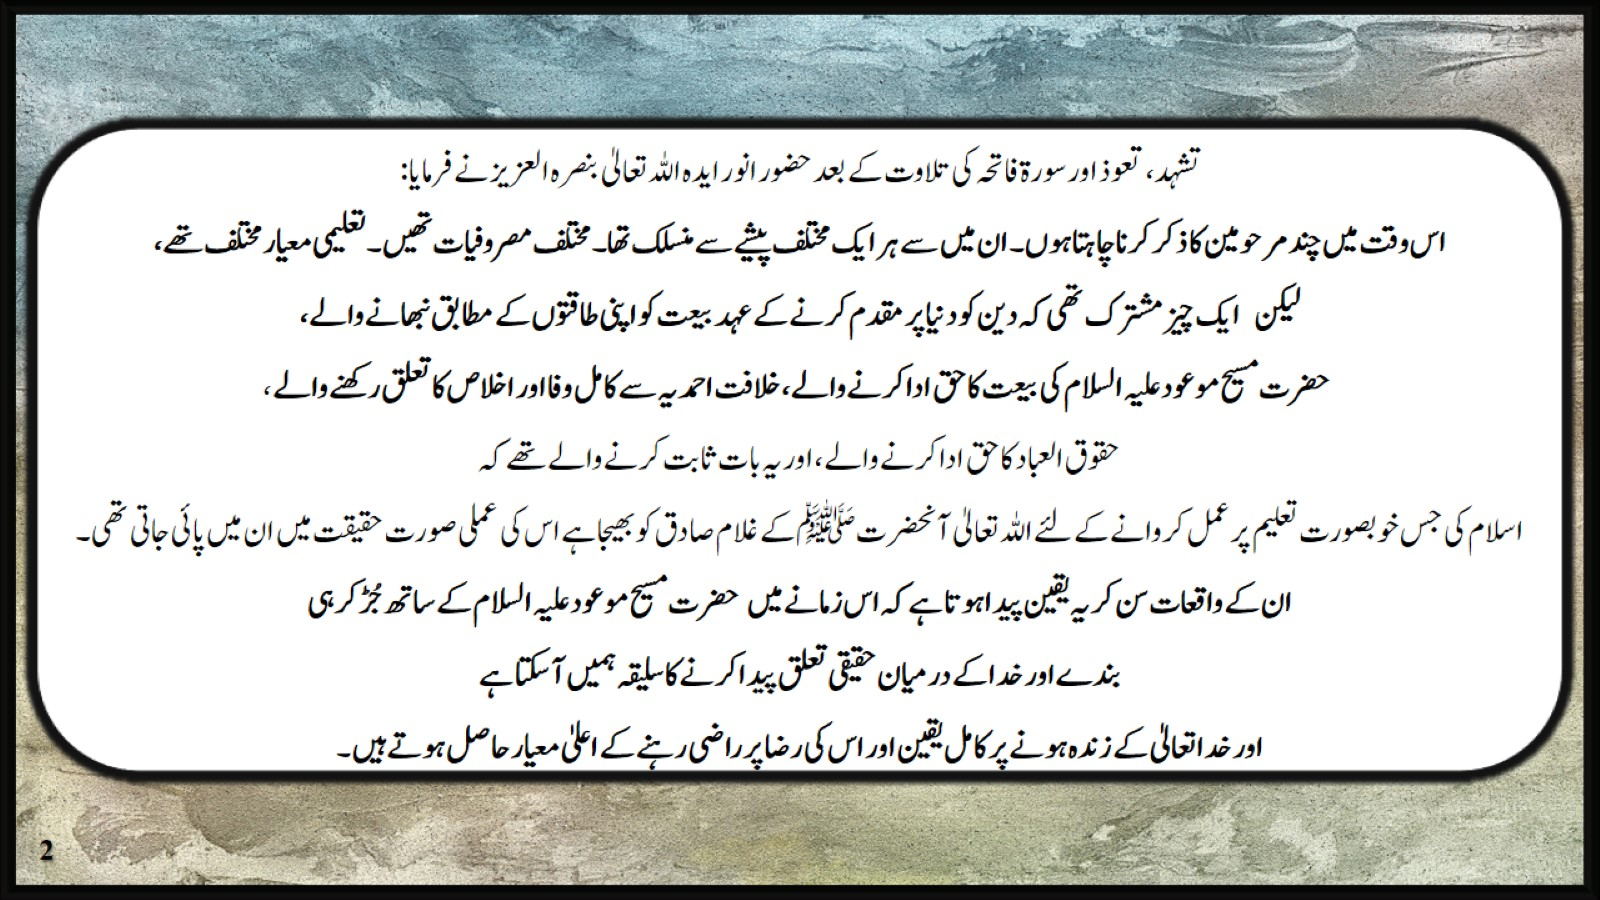 تشہد، تعوذ اور سورۃ فاتحہ کی تلاوت کے بعد حضور انور ایدہ اللہ تعالیٰ بنصرہ العزیز نے فرمایا:
اس وقت میں چند مرحومین کا ذکر کرنا چاہتا ہوں۔ ان میں سے ہر ایک مختلف پیشے سے منسلک تھا۔ مختلف مصروفیات تھیں۔ تعلیمی معیار مختلف تھے،
لیکن ایک چیز مشترک تھی کہ دین کو دنیا پر مقدم کرنے کے عہد بیعت کو اپنی طاقتوں کے مطابق نبھانے والے،
حضرت مسیح موعود علیہ السلام کی بیعت کا حق ادا کرنے والے، خلافت احمدیہ سے کامل وفا اور اخلاص کا تعلق رکھنے والے،
حقوق العباد کا حق ادا کرنے والے، اور یہ بات ثابت کرنے والے تھے کہ
اسلام کی جس خوبصورت تعلیم پر عمل کروانے کے لئے اللہ تعالیٰ آنحضرت ﷺ کے غلام صادق کو بھیجا ہے اس کی عملی صورت حقیقت میں ان میں پائی جاتی تھی۔
ان کے واقعات سن کر یہ یقین پیدا ہوتا ہے کہ اس زمانے میں حضرت مسیح موعود علیہ السلام کے ساتھ جُڑ کر ہی
بندے اور خدا کے درمیان حقیقی تعلق پیدا کرنے کا سلیقہ ہمیں آ سکتا ہے
اور خدا تعالیٰ کے زندہ ہونے پر کامل یقین اور اس کی رضا پر راضی رہنے کے اعلیٰ معیار حاصل ہوتے ہیں۔
2